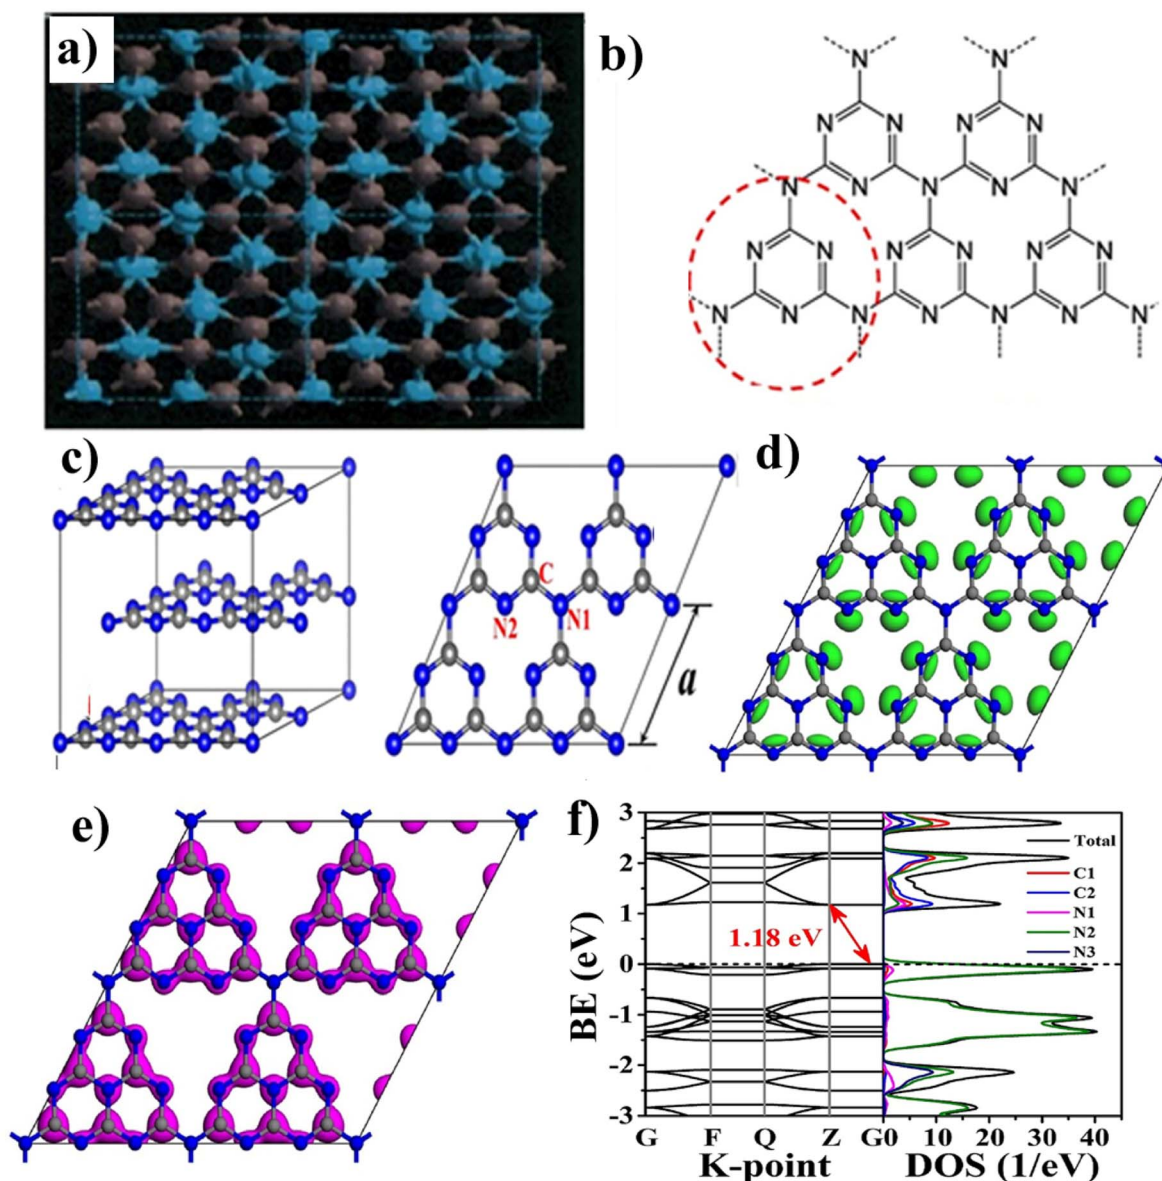 a)
b)
N N
N N N N
N N N N N
N N N N N N
N N N N N N N
c)
C
N2 N1
a
d)
e)
f)
3
2
1
0
-1
-2
-3
BE (eV)
1.18 eV
Total
C1
C2
N1
N2
N3
G F Q Z G0 10 20 30 40
K-point DOS (1/eV)